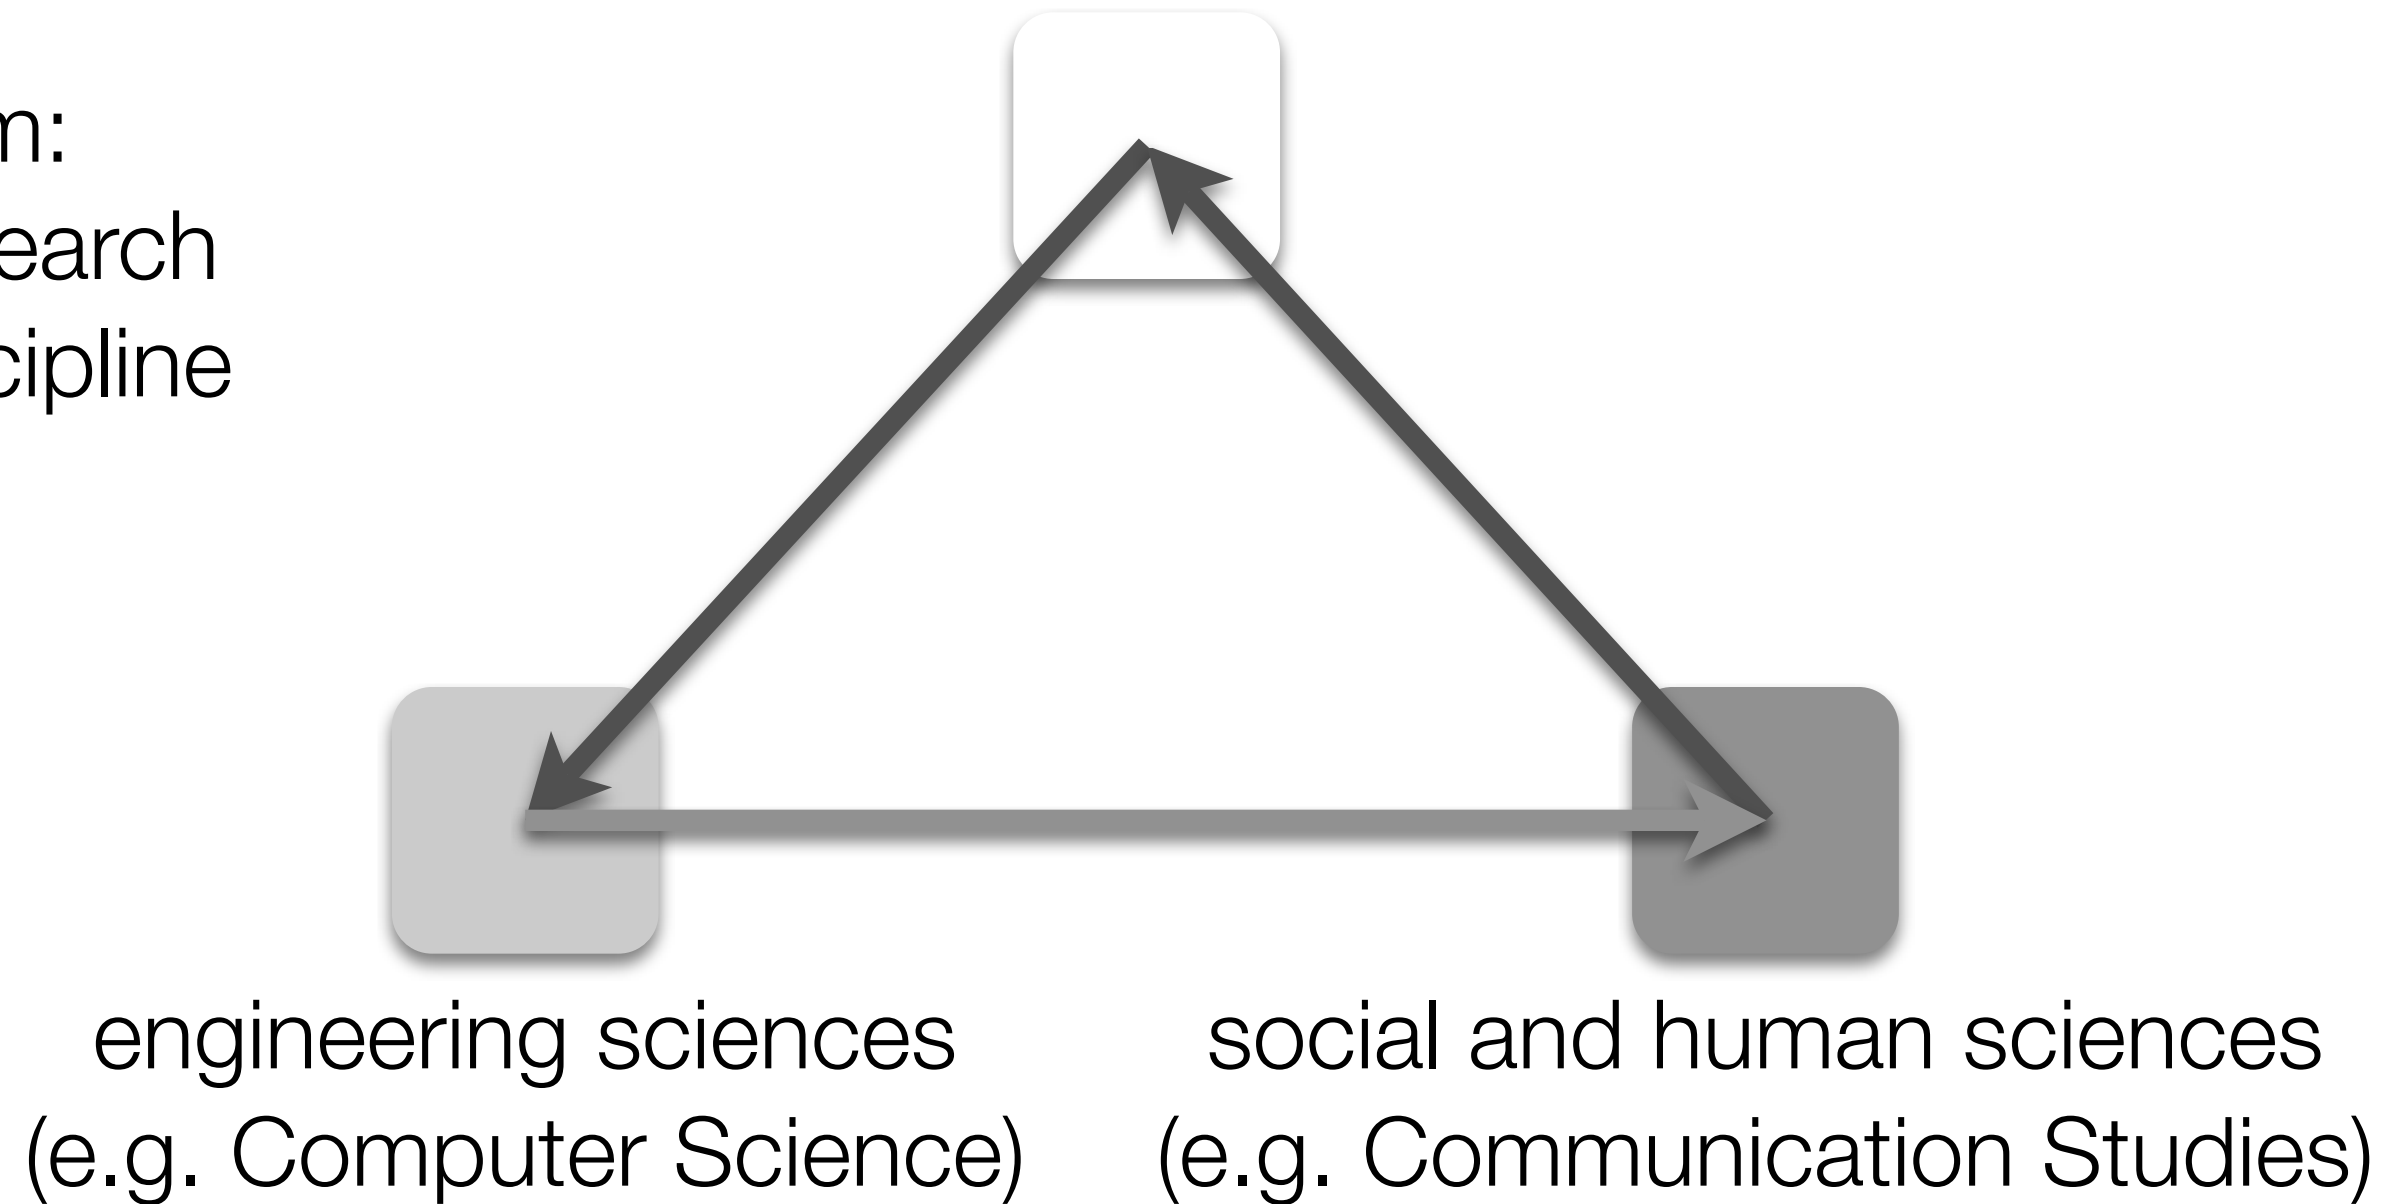 m:
earch
cipline
engineering sciences
social and human sciences
(e.g. Computer Science)
(e.g. Communication Studies)